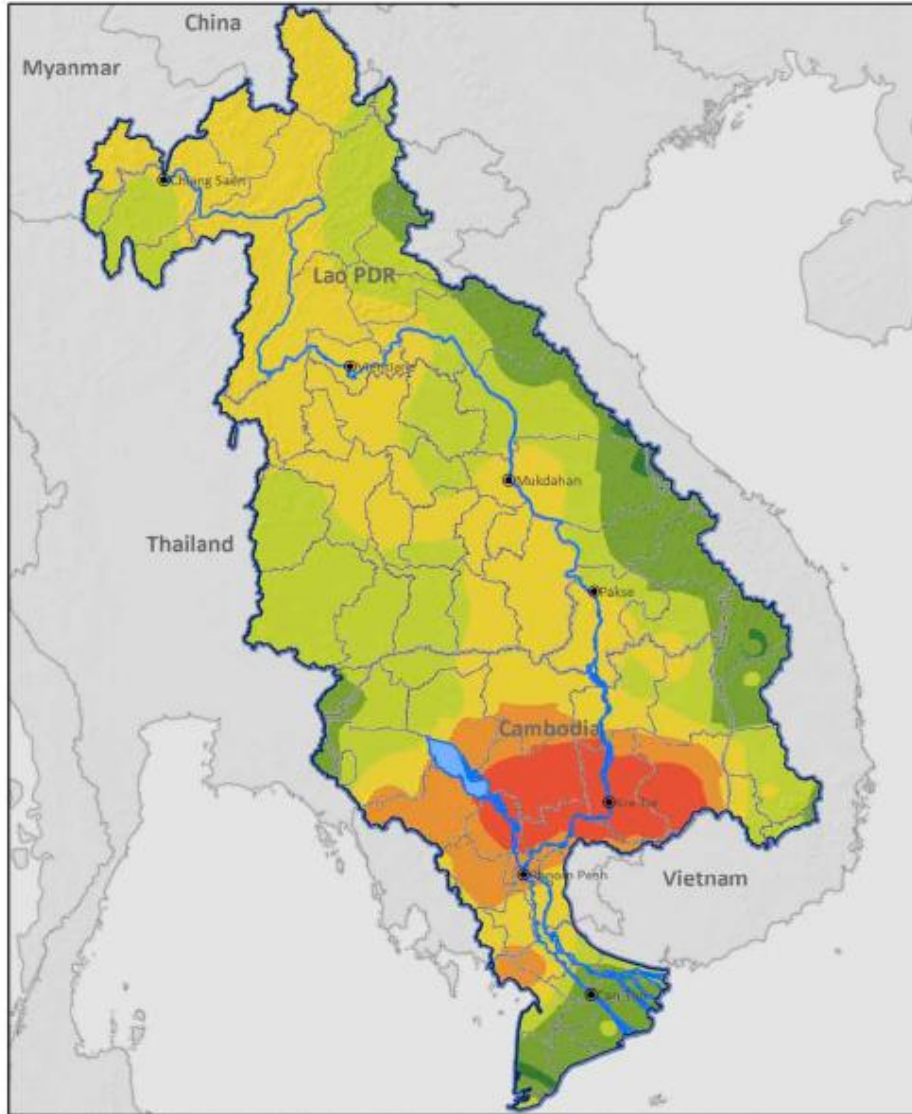 China
Myanmar
Chiang Saen
Lao PDR
Mukdahan
Thailand
Pakse
Cambodia
Phnom Penh
Vietnam